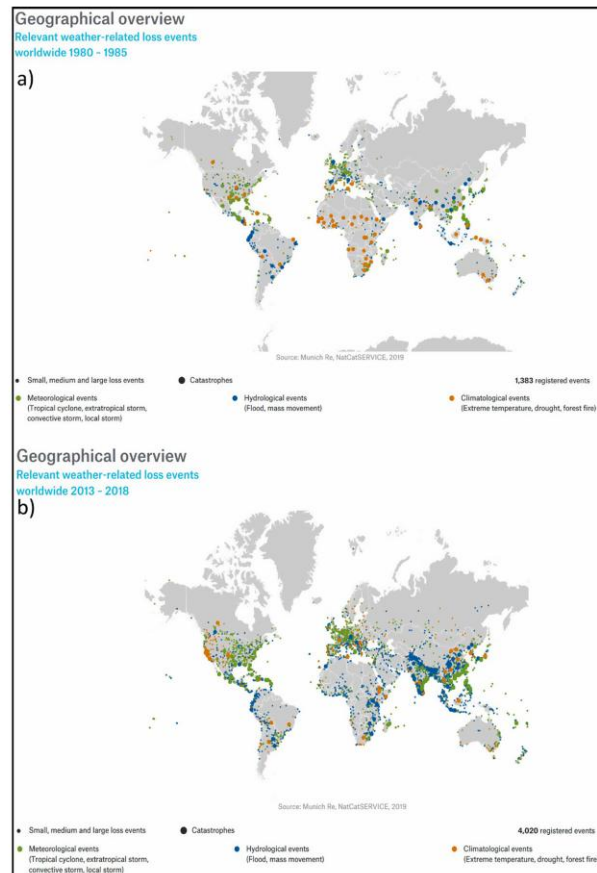 Geographical overview
Relevant weather-related loss events
worldwide 1980 - 1985
a)
Source: Munich Re, NatCatSERVICE, 2019
Small, medium and large loss events
Catastrophes
1,383 registered events
Meteorological events
(Tropical cyclone, extratropical storm,
convective storm, local storm)
Hydrological events
(Flood, mass movement)
Climatological events
(Extreme temperature, drought, forest fire)
Geographical overview
Relevant weather-related loss events
worldwide 2013 - 2018
b)
Source: Munich Re, NatCatSERVICE, 2019
Small, medium and large loss events
Catastrophes
4,020 registered events
Meteorological events
(Tropical cyclone, extratropical storm,
convective storm, local storm)
Hydrological events
(Flood, mass movement)
Climatological events
(Extreme temperature, drought, forest fire)